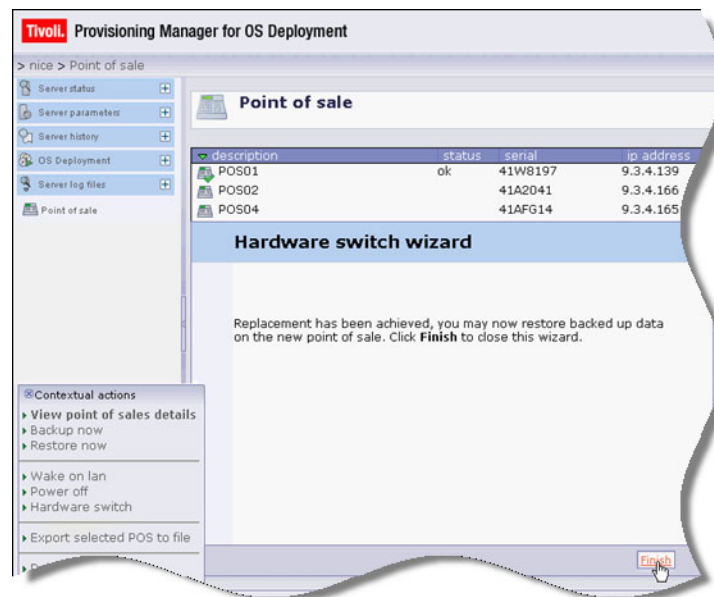 Tivoli. Provisioning Manager for OS Deployment
> nice > Point of sale
Server status
Server parameters
Server history
OS Deployment
Server log files
Point of sale
Point of sale
description status serial ip address
POS01 ok 41W8197 9.3.4.139
POS02 41A2041 9.3.4.166
POS04 41AFG14 9.3.4.165
Hardware switch wizard
Replacement has been achieved, you may now restore backed up data
on the new point of sale. Click Finish to close this wizard.
Contextual actions
View point of sales details
Backup now
Restore now
Wake on lan
Power off
Hardware switch
Export selected POS to file
Finish